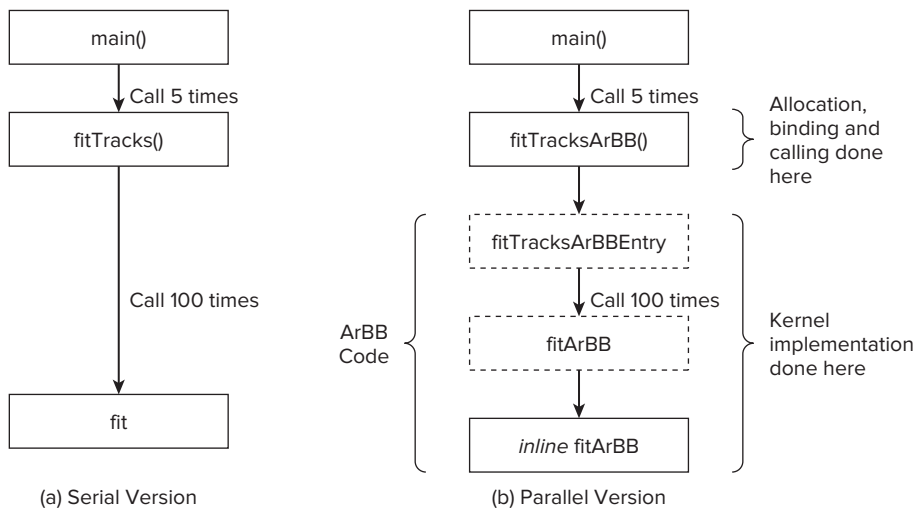 main()
Call 5 times
fitTracks()
Call 100 times
fit
(a) Serial Version
main()
Call 5 times
fitTracksArBB()
Allocation,
binding and
calling done
here
fitTracksArBBEntry
Call 100 times
fitArBB
inline fitArBB
ArBB
Code
Kernel
implementation
done here
(b) Parallel Version